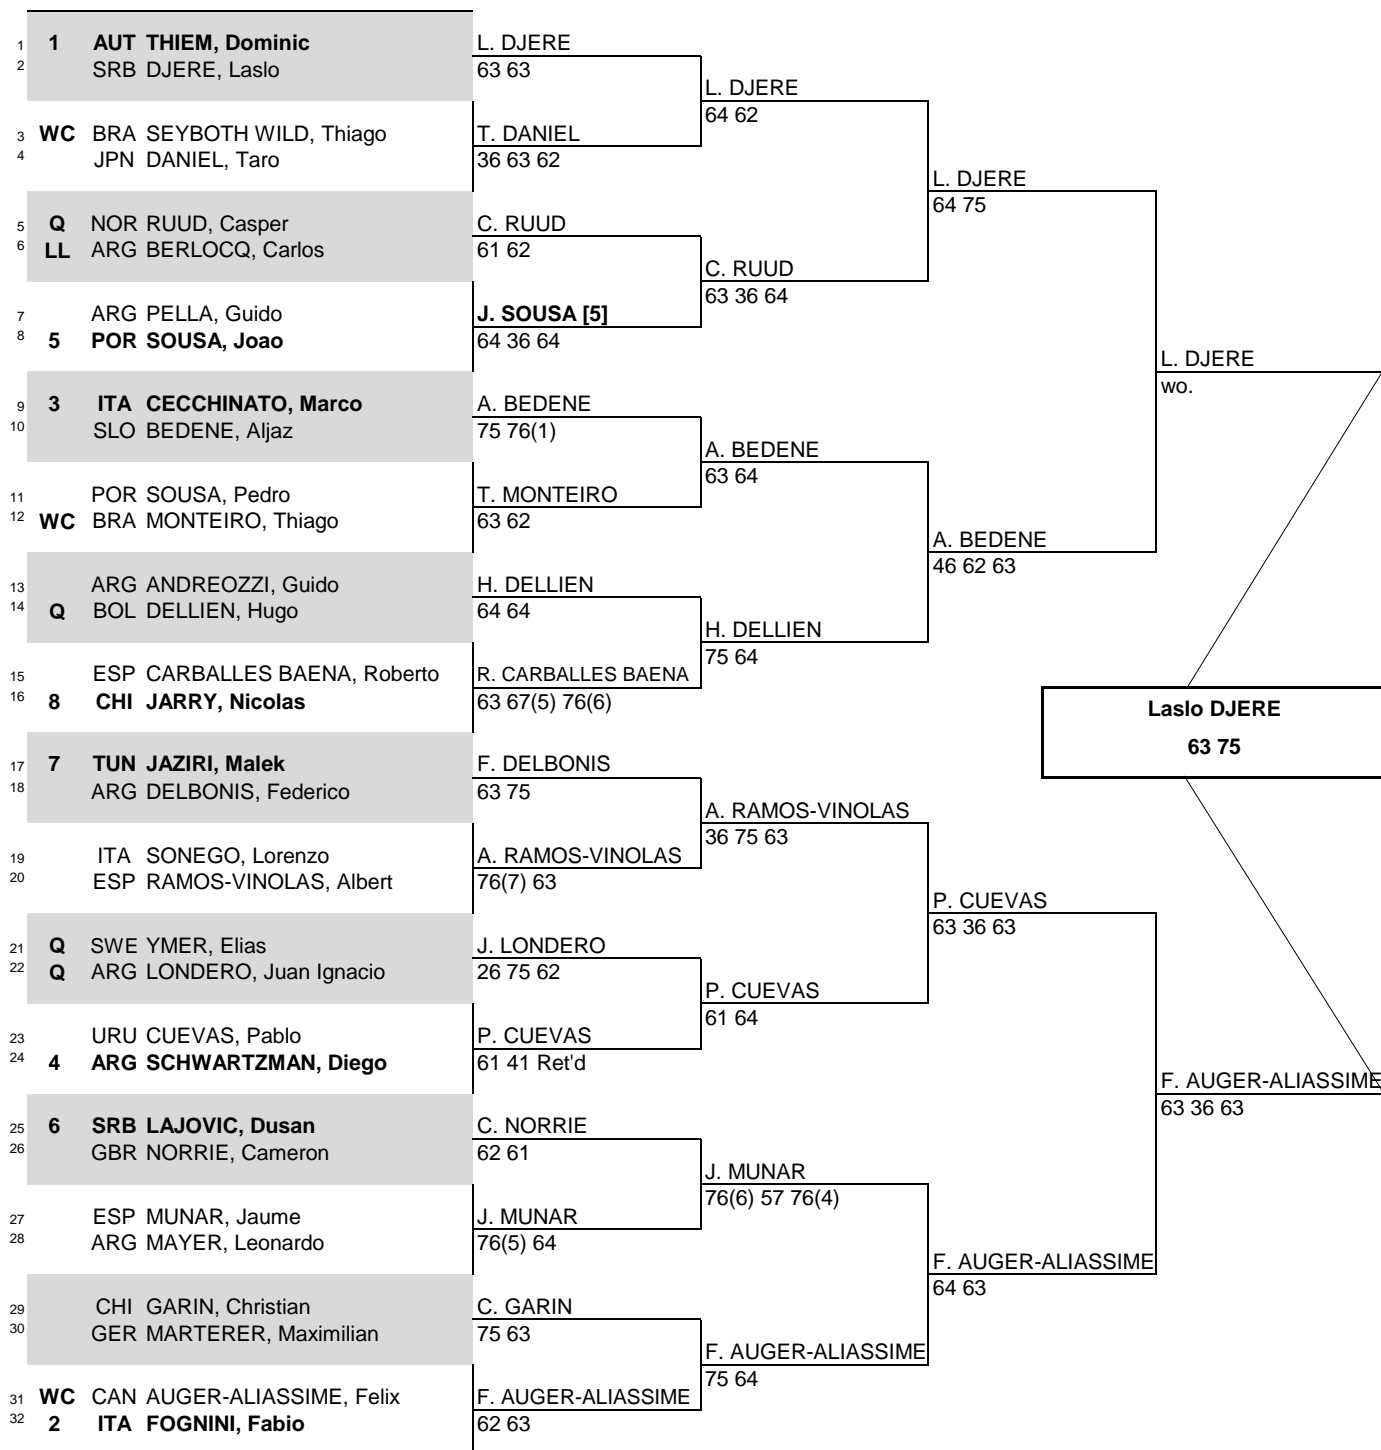 1 1 AUT THIEM, Dominic
2 SRB DJERE, Laslo
3 WC BRA SEYBOTH WILD, Thiago
4 JPN DANIEL, Taro
5 Q NOR RUUD, Casper
6 LL ARG BERLOCQ, Carlos
7 ARG PELLA, Guido
8 5 POR SOUSA, Joao
9 3 ITA CECCHINATO, Marco
10 SLO BEDENE, Aljaz
11 POR SOUSA, Pedro
12 WC BRA MONTEIRO, Thiago
13 ARG ANDREOZZI, Guido
14 Q BOL DELLIEN, Hugo
15 ESP CARBALLES BAENA, Roberto
16 8 CHI JARRY, Nicolas
17 7 TUN JAZIRI, Malek
18 ARG DELBONIS, Federico
19 ITA SONEGO, Lorenzo
20 ESP RAMOS-VINOLAS, Albert
21 Q SWE YMER, Elias
22 Q ARG LONDERO, Juan Ignacio
23 URU CUEVAS, Pablo
24 4 ARG SCHWARTZMAN, Diego
25 6 SRB LAJOVIC, Dusan
26 GBR NORRIE, Cameron
27 ESP MUNAR, Jaume
28 ARG MAYER, Leonardo
29 CHI GARIN, Christian
30 GER MARTERER, Maximilian
31 WC CAN AUGER-ALIASSIME, Felix
32 2 ITA FOGNINI, Fabio
L. DJERE
63 63
T. DANIEL
36 63 62
C. RUUD
61 62
J. SOUSA [5]
64 36 64
A. BEDENE
75 76(1)
T. MONTEIRO
63 62
H. DELLIEN
64 64
R. CARBALLES BAENA
63 67(5) 76(6)
F. DELBONIS
63 75
A. RAMOS-VINOLAS
76(7) 63
J. LONDERO
26 75 62
P. CUEVAS
61 41 Ret'd
C. NORRIE
62 61
J. MUNAR
76(5) 64
C. GARIN
75 63
F. AUGER-ALIASSIME
62 63
L. DJERE
64 62
C. RUUD
63 36 64
A. BEDENE
63 64
H. DELLIEN
75 64
A. RAMOS-VINOLAS
36 75 63
P. CUEVAS
61 64
J. MUNAR
76(6) 57 76(4)
F. AUGER-ALIASSIME
75 64
L. DJERE
64 75
A. BEDENE
46 62 63
P. CUEVAS
63 36 63
F. AUGER-ALIASSIME
64 63
L. DJERE
wo.
F. AUGER-ALIASSIME
63 36 63
Laslo DJERE
63 75